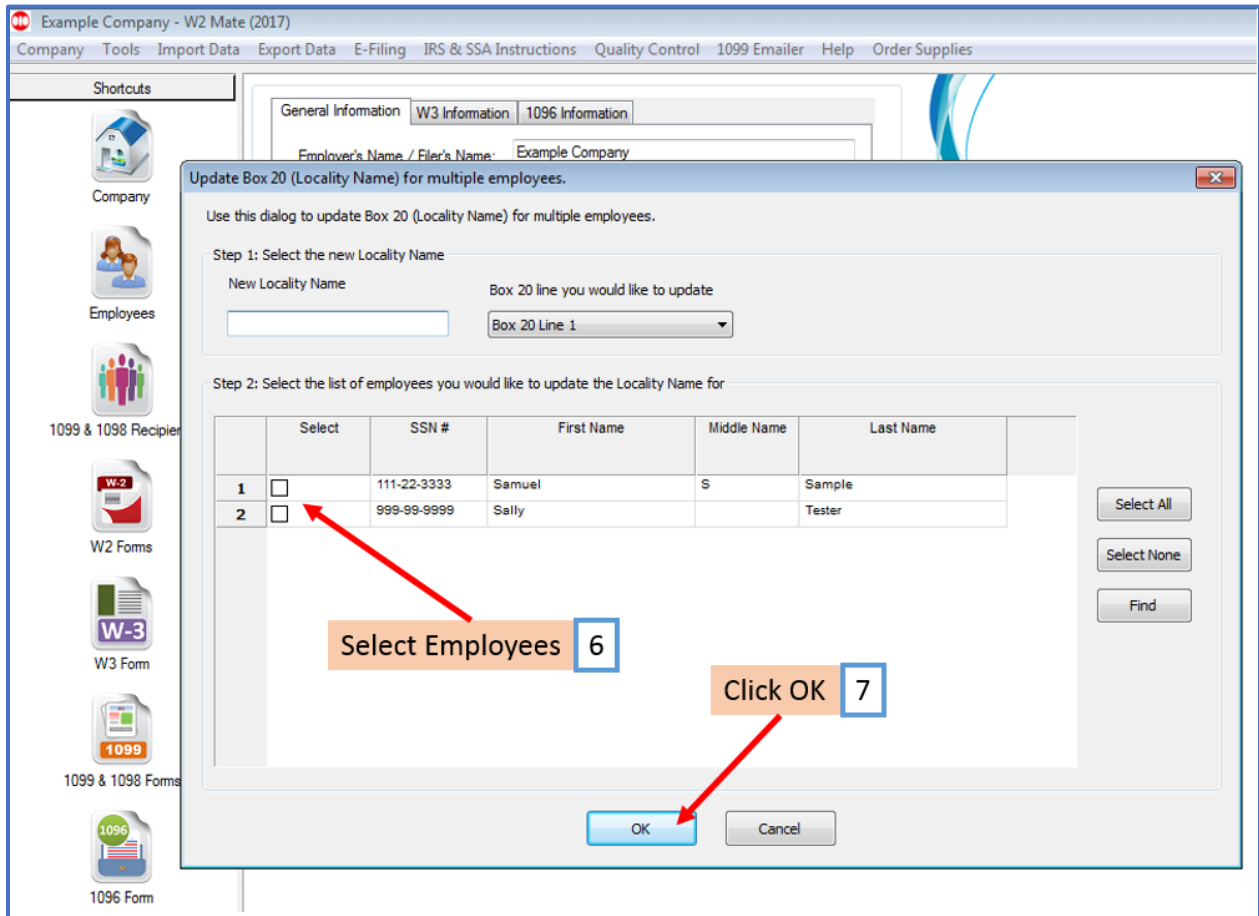 Example Company - W2 Mate (2017)
Company Tools Import Data Export Data E-Filing IRS & SSA Instructions Quality Control 1099 Emailer Help Order Supplies
Shortcuts
Company
Employees
1099 & 1098 Recipier
W-2
W2 Forms
W-3
W3 Form
1099
1099 & 1098 Forms
1096
1096 Form
General Information W3 Information 1096 Information
Employer's Name / Filer's Name: Example Company
Update Box 20 (Locality Name) for multiple employees.
Use this dialog to update Box 20 (Locality Name) for multiple employees.
Step 1: Select the new Locality Name
New Locality Name
Box 20 line you would like to update
Box 20 Line 1
Step 2: Select the list of employees you would like to update the Locality Name for
Select SSN # First Name Middle Name Last Name
1 111-22-3333 Samuel S Sample
2 999-99-9999 Sally Tester
Select All
Select None
Find
Select Employees 6
Click OK 7
OK Cancel